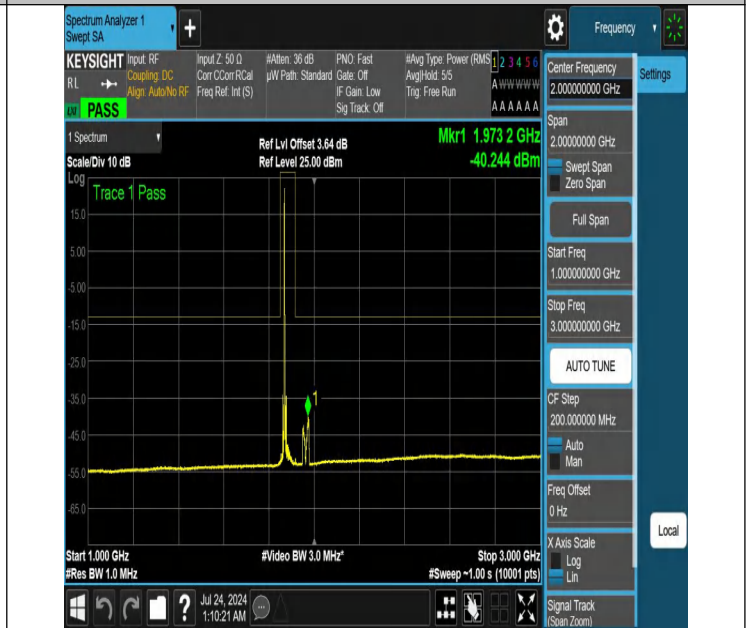 Spectrum Analyzer 1
Swept SA
Frequency
KEYSIGHT
RL
PASS
Input: RF
Coupling: DC
Align: Auto/No RF
Input Z: 50 Ω
Corr CCorr RCal
Freq Ref: Int (S)
#Atten: 36 dB
µW Path: Standard
PNO: Fast
Gate: Off
IF Gain: Low
Sig Track: Off
#Avg Type: Power (RMS
Avg|Hold: 5/5
Trig: Free Run
1 2 3 4 5 6
A W W W W W
A A A A A A
1 Spectrum
Scale/Div 10 dB
Ref Lvl Offset 3.64 dB
Ref Level 25.00 dBm
Mkr1 1.973 2 GHz
-40.244 dBm
Log
Trace 1 Pass
15.0
5.00
-5.00
-15.0
-25.0
-35.0
-45.0
-55.0
-65.0
1
Start 1.000 GHz
#Res BW 1.0 MHz
#Video BW 3.0 MHz*
Stop 3.000 GHz
#Sweep ~1.00 s (10001 pts)
Jul 24, 2024
1:10:21 AM
Center Frequency
2.000000000 GHz
Span
2.00000000 GHz
Swept Span
Zero Span
Full Span
Start Freq
1.000000000 GHz
Stop Freq
3.000000000 GHz
AUTO TUNE
CF Step
200.000000 MHz
Auto
Man
Freq Offset
0 Hz
X Axis Scale
Log
Lin
Signal Track
(Span Zoom)
Settings
Local